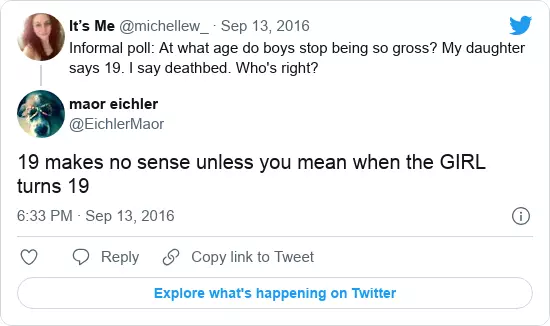 It's Me @michellew_ · Sep 13, 2016
Informal poll: At what age do boys stop being so gross? My daughter
says 19. I say deathbed. Who's right?
maor eichler
@EichlerMaor
19 makes no sense unless you mean when the GIRL
turns 19
6:33 PM · Sep 13, 2016
Reply Copy link to Tweet
Explore what's happening on Twitter